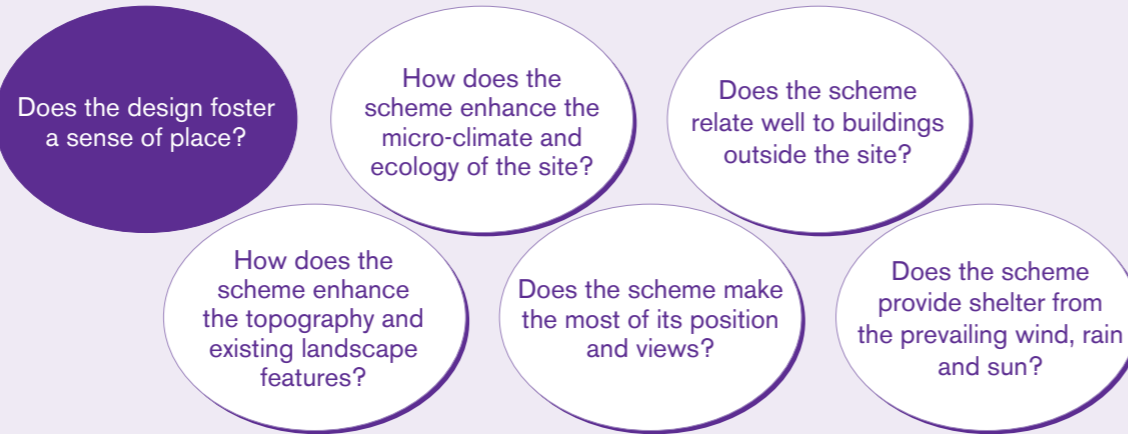 Does the design foster
a sense of place?
How does the
scheme enhance the
micro-climate and
ecology of the site?
Does the scheme
relate well to buildings
outside the site?
How does the
scheme enhance
the topography and
existing landscape
features?
Does the scheme make
the most of its position
and views?
Does the scheme
provide shelter from
the prevailing wind, rain
and sun?